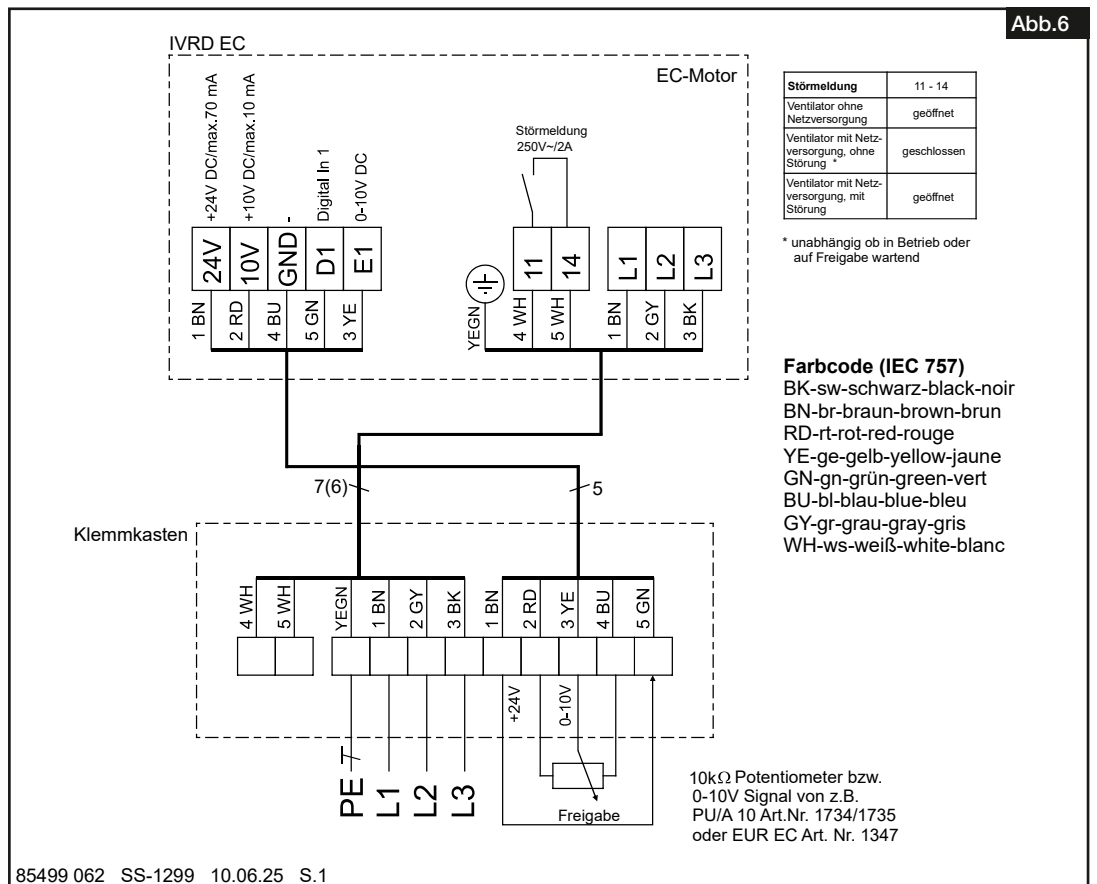 Abb.6
IVRD EC
EC-Motor
+24V DC/max.70 mA
+10V DC/max.10 mA
-
Digital In 1
0-10V DC
24V
10V
GND
D1
E1
1 BN
2 RD
4 BU
5 GN
3 YE
Störmeldung
250V~/2A
11
14
L1
L2
L3
YEGN
4 WH
5 WH
1 BN
2 GY
3 BK
Störmeldung 11 - 14
Ventilator ohne
Netzversorgung
geöffnet
Ventilator mit Netz-
versorgung, ohne
Störung *
geschlossen
Ventilator mit Netz-
versorgung, mit
Störung
geöffnet
* unabhängig ob in Betrieb oder
auf Freigabe wartend
Farbcode (IEC 757)
BK-sw-schwarz-black-noir
BN-br-braun-brown-brun
RD-rt-rot-red-rouge
YE-ge-gelb-yellow-jaune
GN-gn-grün-green-vert
BU-bl-blau-blue-bleu
GY-gr-grau-gray-gris
WH-ws-weiß-white-blanc
7(6)
5
Klemmkasten
4 WH
5 WH
YEGN
1 BN
2 GY
3 BK
1 BN
2 RD
3 YE
4 BU
5 GN
+24V
0-10V
PE
L1
L2
L3
Freigabe
10kΩ Potentiometer bzw.
0-10V Signal von z.B.
PU/A 10 Art.Nr. 1734/1735
oder EUR EC Art. Nr. 1347
85499 062 SS-1299 10.06.25 S.1